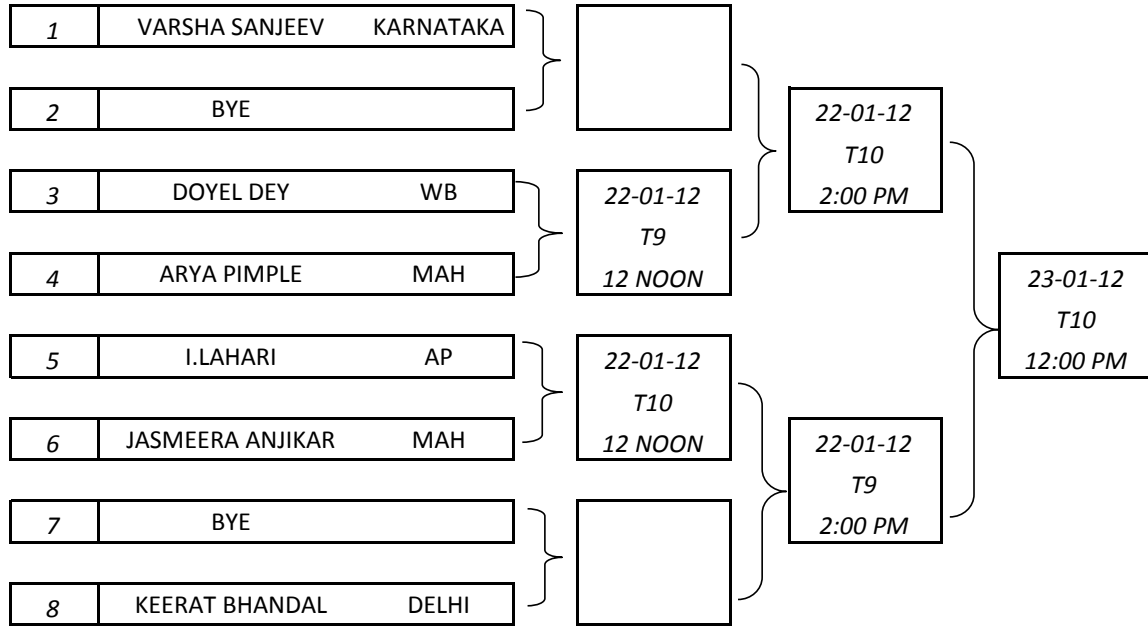 1 VARSHA SANJEEV KARNATAKA
2 BYE
3 DOYEL DEY WB
4 ARYA PIMPLE MAH
5 I.LAHARI AP
6 JASMEERA ANJIKAR MAH
7 BYE
8 KEERAT BHANDAL DELHI
22-01-12
T9
12 NOON
22-01-12
T10
12 NOON
22-01-12
T10
2:00 PM
22-01-12
T9
2:00 PM
23-01-12
T10
12:00 PM